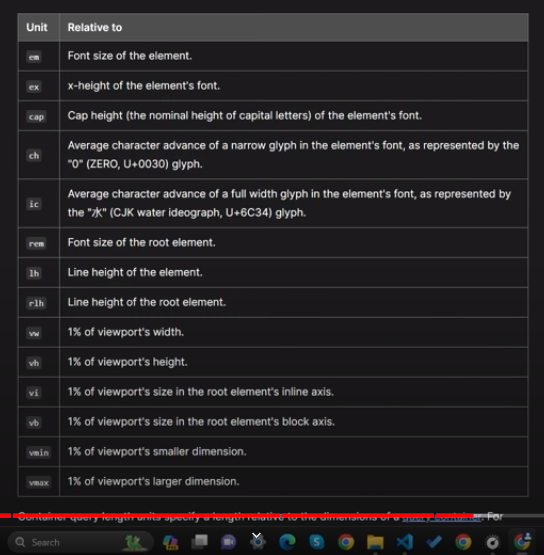 Unit Relative to
em Font size of the element.
ex x-height of the element's font.
cap Cap height (the nominal height of capital letters) of the element's font.
ch Average character advance of a narrow glyph in the element's font, as represented by the
"0" (ZERO, U+0030) glyph.
ic Average character advance of a full width glyph in the element's font, as represented by
the "水" (CJK water ideograph, U+6C34) glyph.
rem Font size of the root element.
lh Line height of the element.
rlh Line height of the root element.
vw 1% of viewport's width.
vh 1% of viewport's height.
vi 1% of viewport's size in the root element's inline axis.
vb 1% of viewport's size in the root element's block axis.
vmin 1% of viewport's smaller dimension.
vmax 1% of viewport's larger dimension.
Container query length units specify a length relative to the dimensions of a query container. For
Search